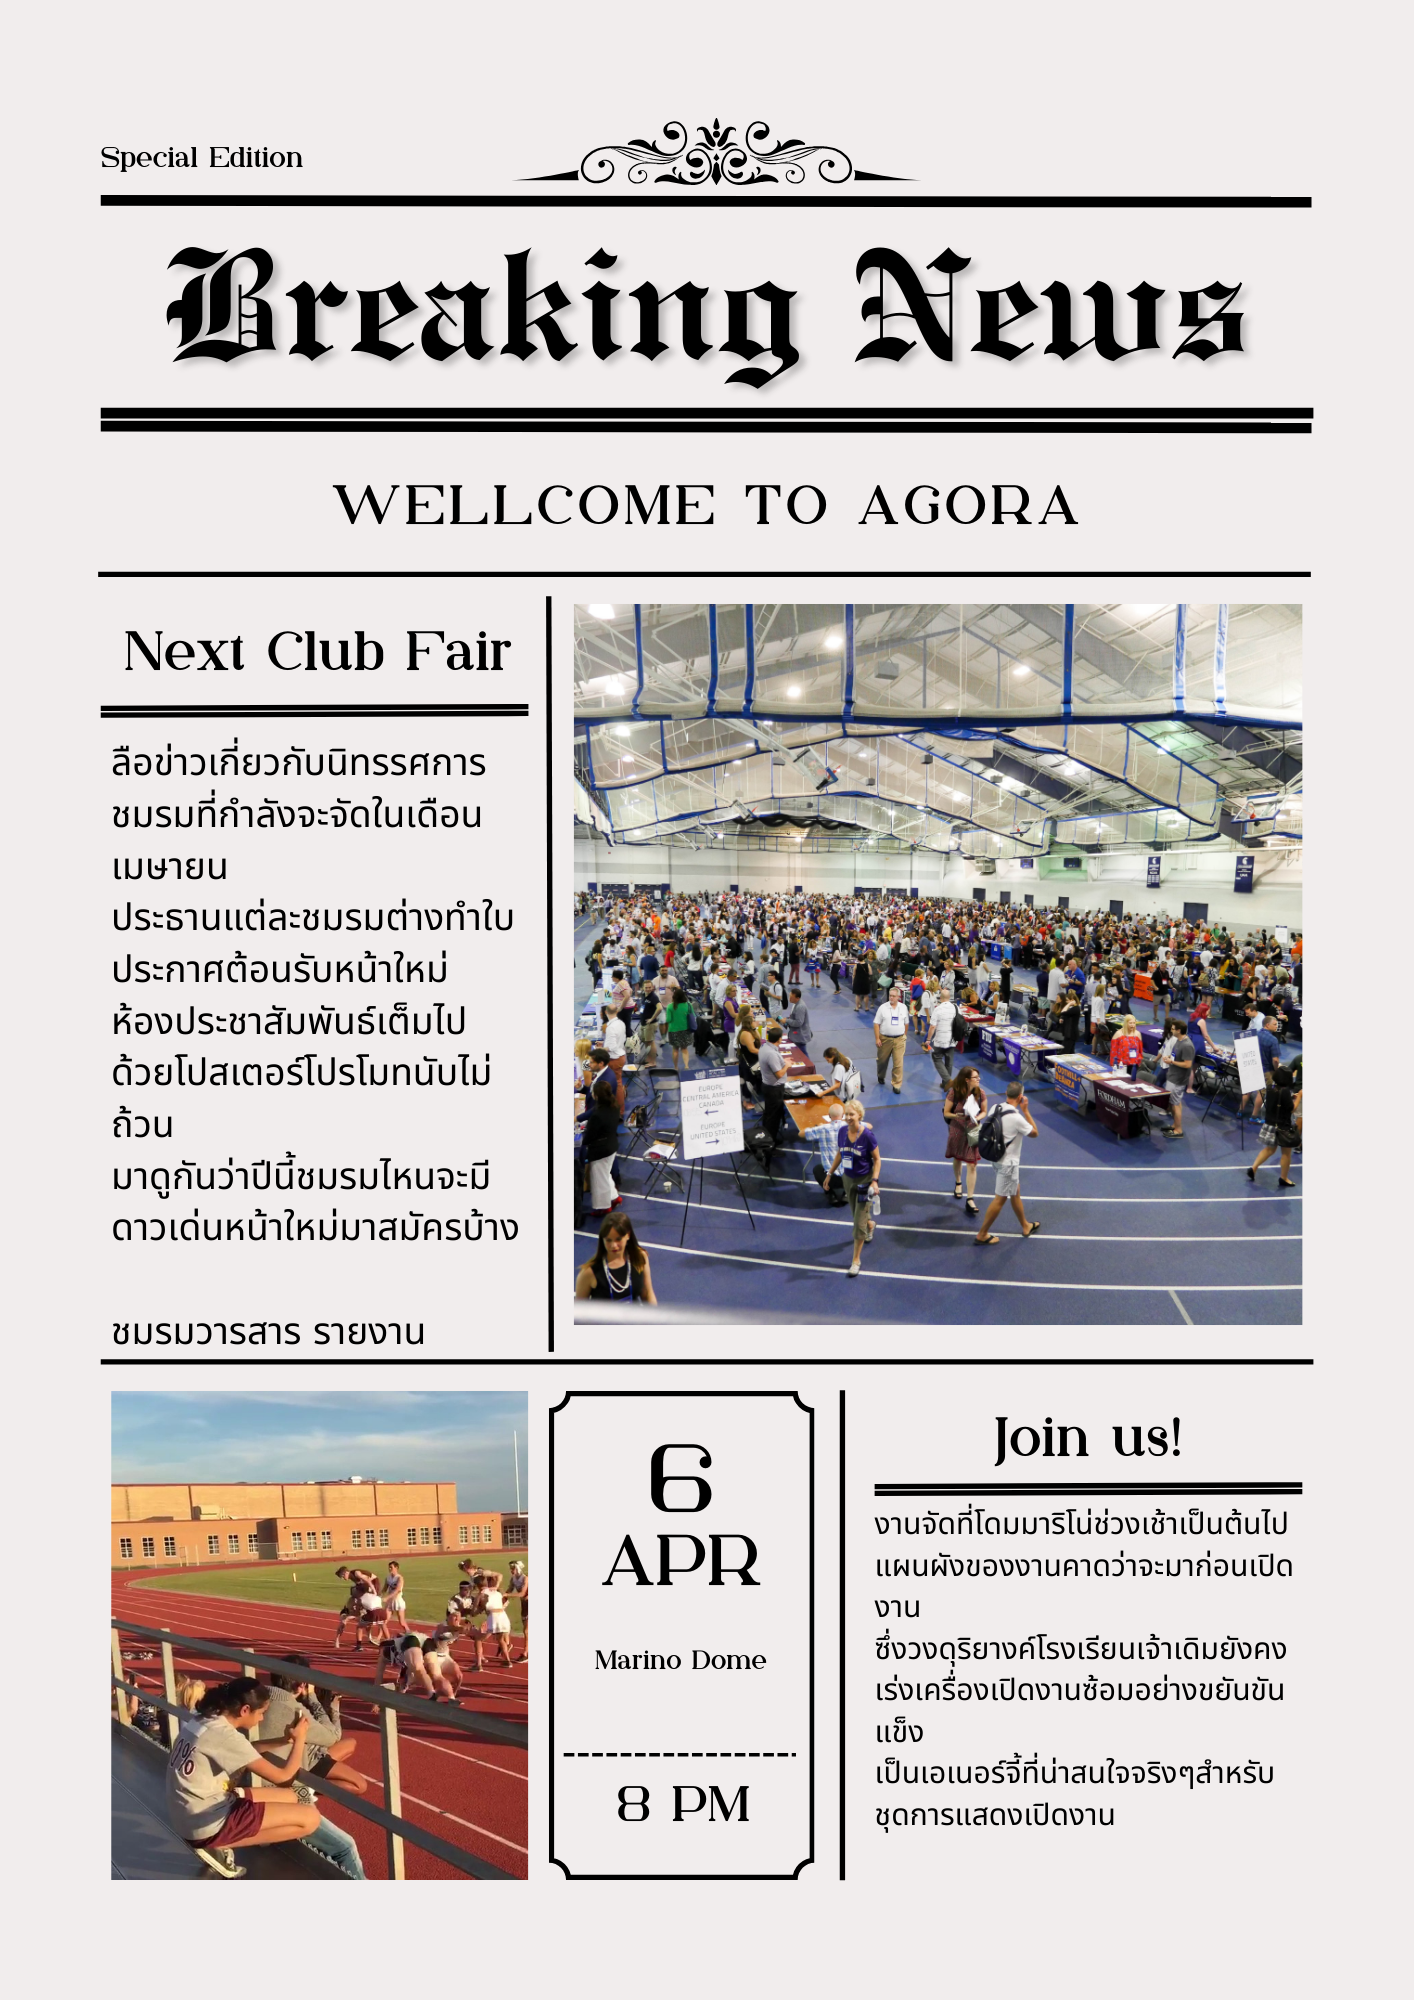 Special Edition
Breaking News
WELLCOME TO AGORA
Next Club Fair
ลือข่าวเกี่ยวกับนิทรรศการ
ชมรมที่กำลังจะจัดในเดือน
เมษายน
ประธานแต่ละชมรมต่างทำใบ
ประกาศต้อนรับหน้าใหม่
ห้องประชาสัมพันธ์เต็มไป
ด้วยโปสเตอร์โปรโมทนับไม่
ถ้วน
มาดูกันว่าปีนี้ชมรมไหนจะมี
ดาวเด่นหน้าใหม่มาสมัครบ้าง
ชมรมวารสาร รายงาน
EUROPE
CENTRAL AMERICA
CANADA
EUROPE
UNITED STATES
FORDHAM
6
APR
Marino Dome
8 PM
Join us!
งานจัดที่โดมมาริโน่ช่วงเช้าเป็นต้นไป
แผนผังของงานคาดว่าจะมาก่อนเปิด
งาน
ซึ่งวงดุริยางค์โรงเรียนเจ้าเดิมยังคง
เร่งเครื่องเปิดงานซ้อมอย่างขยันขัน
แข็ง
เป็นเอเนอร์จี้ที่น่าสนใจจริงๆสำหรับ
ชุดการแสดงเปิดงาน